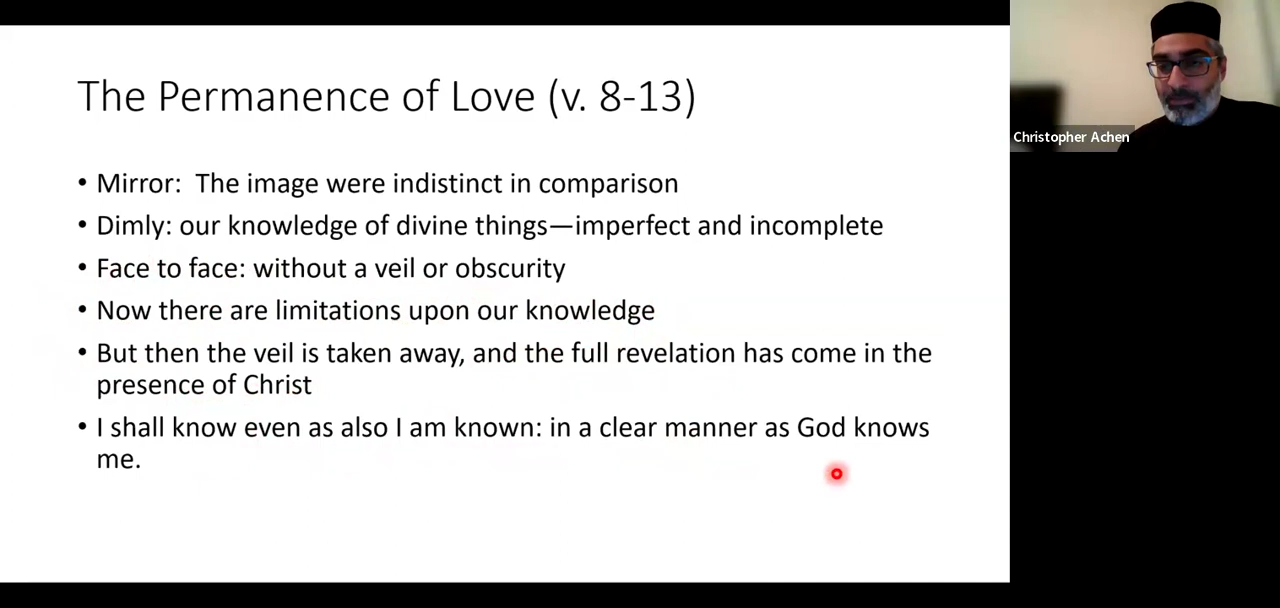 The Permanence of Love (v. 8-13)
• Mirror:  The image were indistinct in comparison
• Dimly: our knowledge of divine things—imperfect and incomplete
• Face to face: without a veil or obscurity
• Now there are limitations upon our knowledge
• But then the veil is taken away, and the full revelation has come in the
presence of Christ
• I shall know even as also I am known: in a clear manner as God knows
me.
Christopher Achen